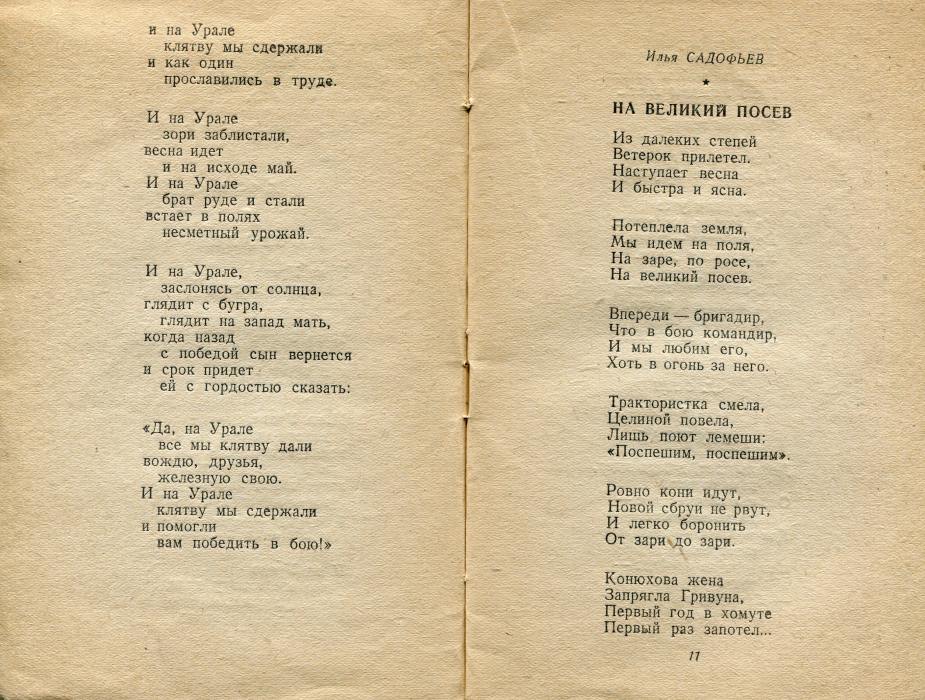 и на Урале
клятву мы сдержали
и как один
прославились в труде.
И на Урале
зори заблистали,
весна идет
и на исходе май.
И на Урале
брат руде и стали
встает в полях
несметный урожай.
И на Урале,
заслонясь от солнца,
глядит с бугра,
глядит на запад мать,
когда назад
с победой сын вернется
и срок придет
ей с гордостью сказать:
«Да, на Урале
все мы клятву дали
вождю, друзья,
железную свою.
И на Урале
клятву мы сдержали
и помогли
вам победить в бою!»
Илья САДОФЬЕВ
★
НА ВЕЛИКИЙ ПОСЕВ
Из далеких степей
Ветерок прилетел.
Наступает весна
И быстра и ясна.
Потеплела земля,
Мы идем на поля,
На заре, по росе,
На великий посев.
Впереди — бригадир,
Что в бою командир,
И мы любим его,
Хоть в огонь за него.
Трактористка смела,
Целиной повела,
Лишь поют лемеши:
«Поспешим, поспешим».
Ровно кони идут,
Новой сбруи не рвут,
И легко боронить
От зари до зари.
Конюхова жена
Запрягла Гривуна,
Первый год в хомуте
Первый раз запотел...
11